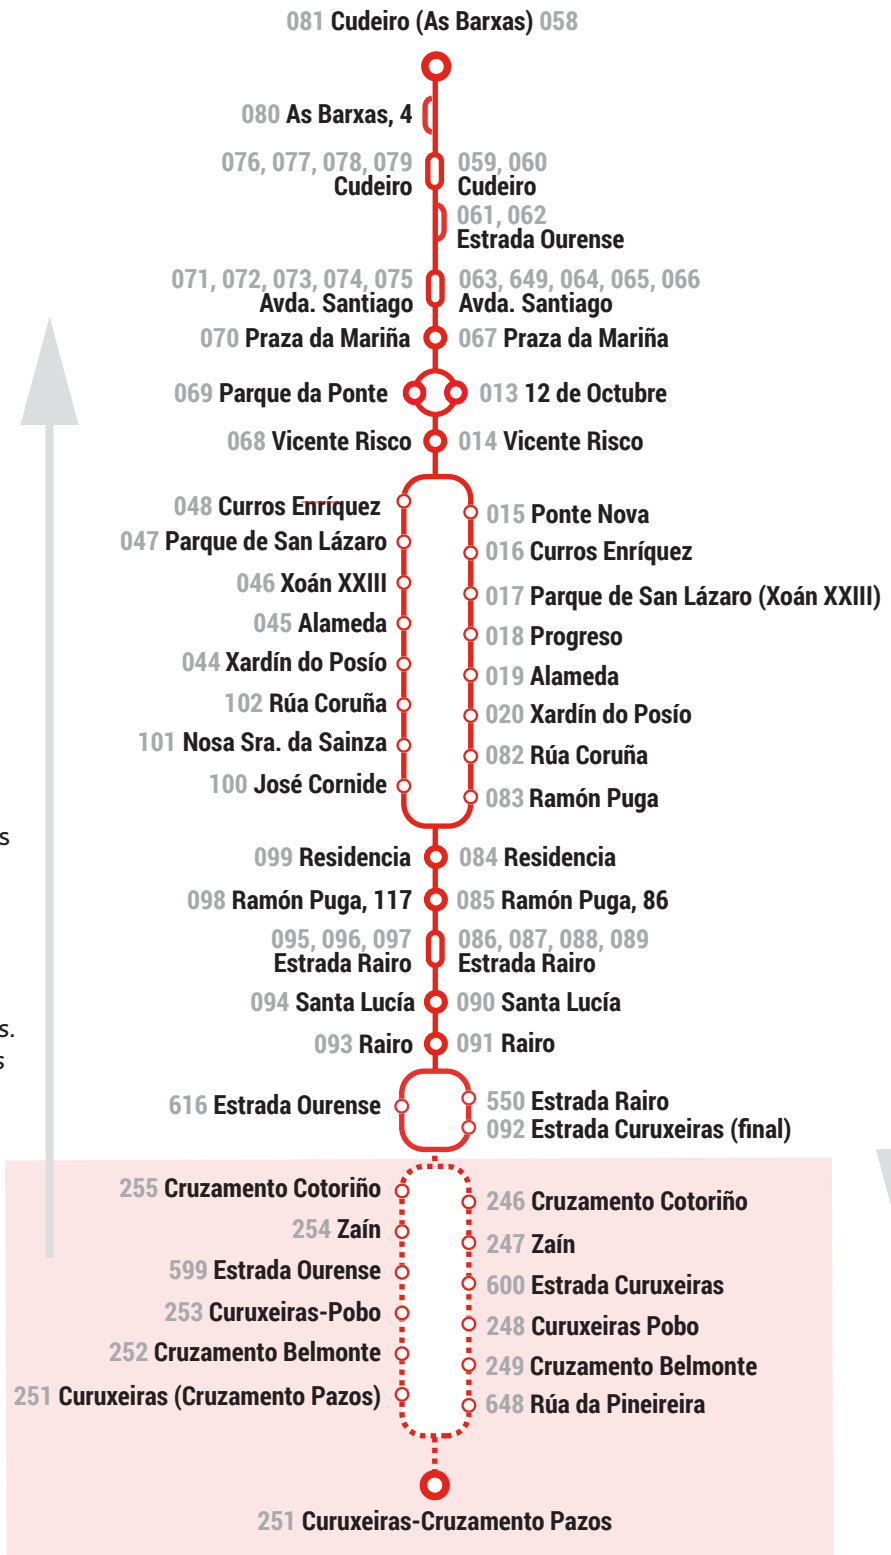 081 Cudeiro (As Barxas) 058
080 As Barxas, 4
076, 077, 078, 079
Cudeiro
059, 060
Cudeiro
061, 062
Estrada Ourense
071, 072, 073, 074, 075
Avda. Santiago
063, 649, 064, 065, 066
Avda. Santiago
070 Praza da Mariña
067 Praza da Mariña
069 Parque da Ponte
013 12 de Octubre
068 Vicente Risco
014 Vicente Risco
048 Curros Enríquez
015 Ponte Nova
047 Parque de San Lázaro
016 Curros Enríquez
046 Xoán XXIII
017 Parque de San Lázaro (Xoán XXIII)
045 Alameda
018 Progreso
044 Xardín do Posío
019 Alameda
102 Rúa Coruña
020 Xardín do Posío
101 Nosa Sra. da Sainza
082 Rúa Coruña
100 José Cornide
083 Ramón Puga
s
099 Residencia
084 Residencia
098 Ramón Puga, 117
085 Ramón Puga, 86
095, 096, 097
Estrada Rairo
086, 087, 088, 089
Estrada Rairo
094 Santa Lucía
090 Santa Lucía
s.
093 Rairo
091 Rairo
s
616 Estrada Ourense
550 Estrada Rairo
092 Estrada Curuxeiras (final)
255 Cruzamento Cotoriño
246 Cruzamento Cotoriño
254 Zaín
247 Zaín
599 Estrada Ourense
600 Estrada Curuxeiras
253 Curuxeiras-Pobo
248 Curuxeiras Pobo
252 Cruzamento Belmonte
249 Cruzamento Belmonte
251 Curuxeiras (Cruzamento Pazos)
648 Rúa da Pineireira
251 Curuxeiras-Cruzamento Pazos